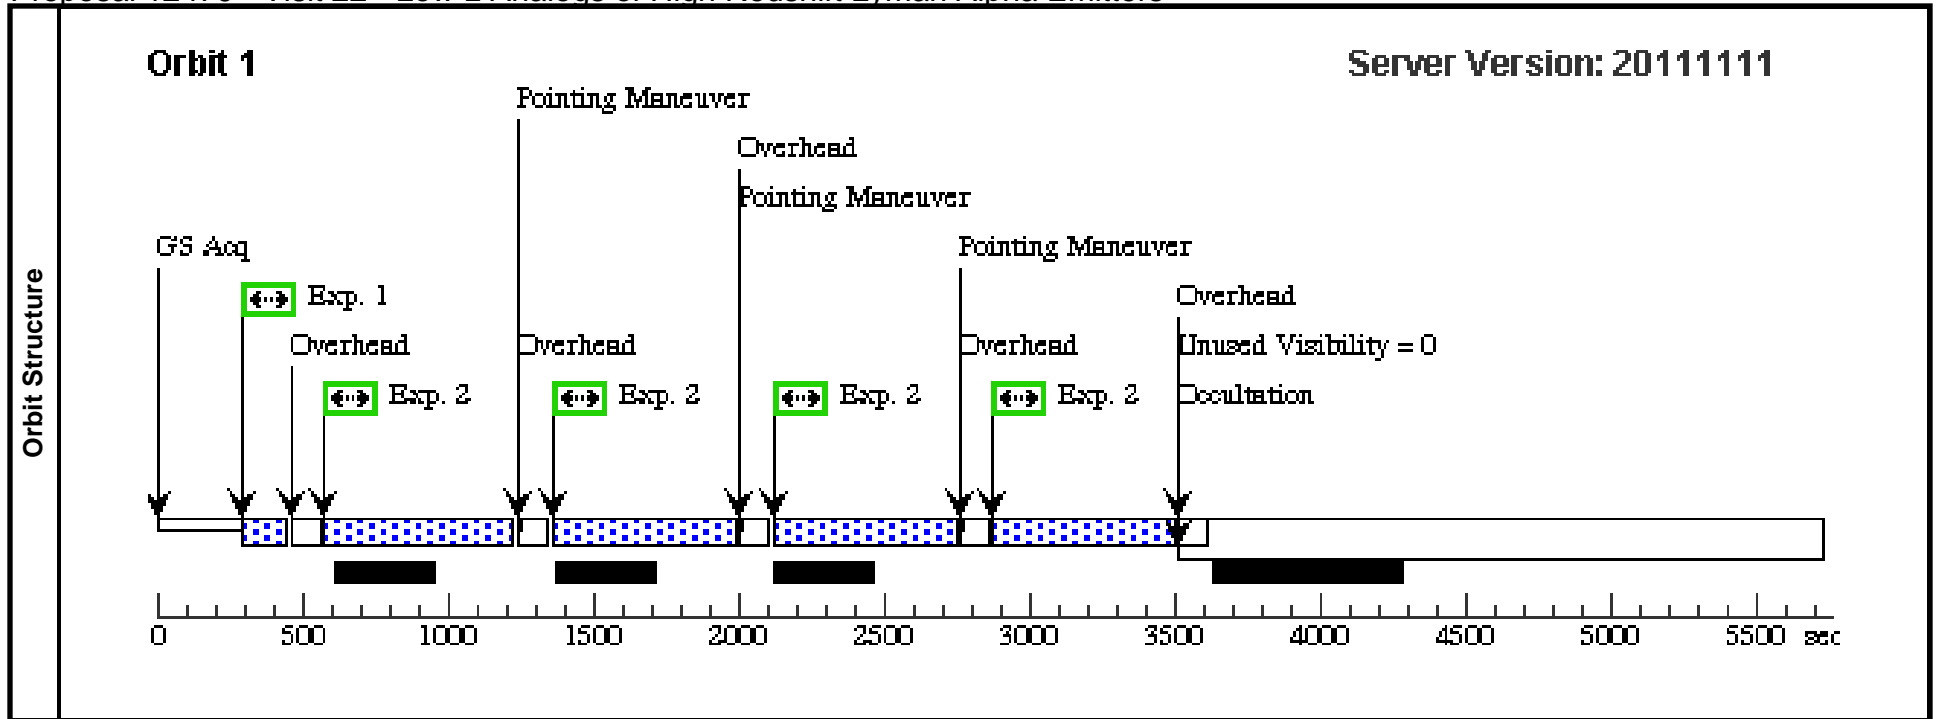 Orbit Structure
Orbit 1
Server Version: 20111111
Pointing Maneuver
Overhead
Pointing Maneuver
GS Acq
Pointing Maneuver
Exp. 1
Overhead
Overhead
Overhead
Overhead
Unused Visibility = 0
Exp. 2
Exp. 2
Exp. 2
Exp. 2
Occultation
0 500 1000 1500 2000 2500 3000 3500 4000 4500 5000 5500 sec